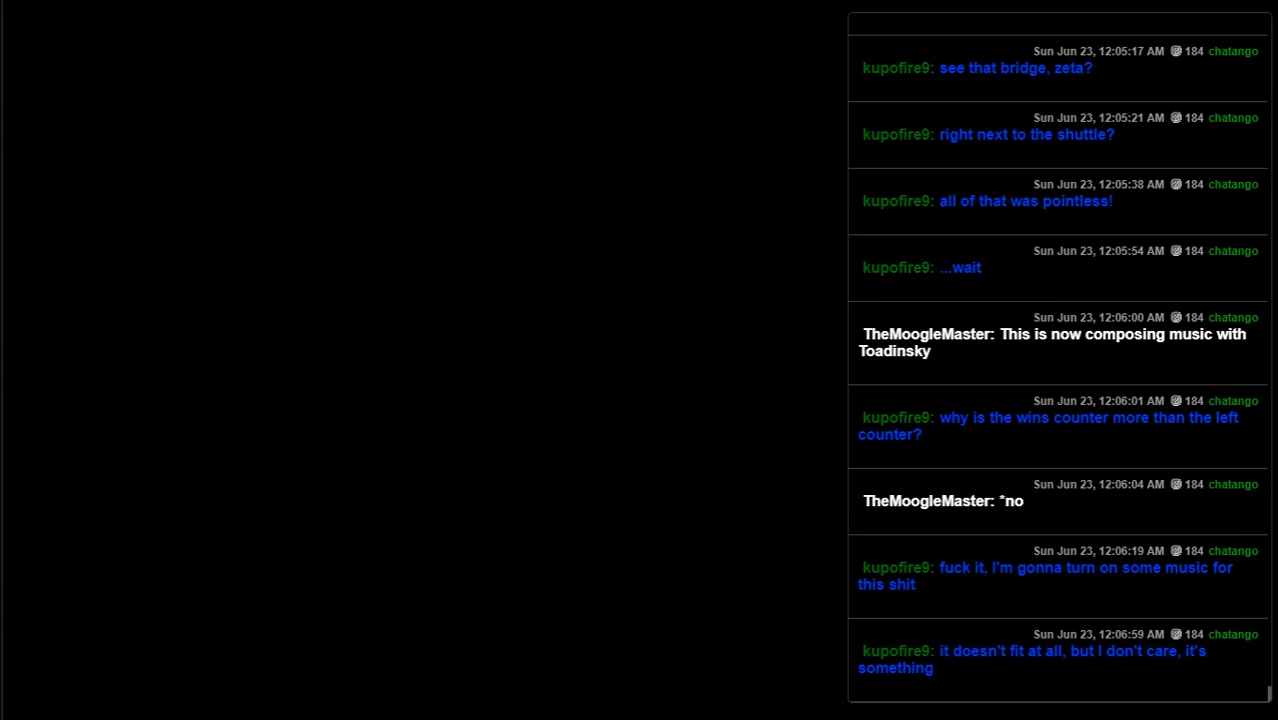 Sun Jun 23, 12:05:17 AM 184 chatango
kupofire9: see that bridge, zeta?
Sun Jun 23, 12:05:21 AM 184 chatango
kupofire9: right next to the shuttle?
Sun Jun 23, 12:05:38 AM 184 chatango
kupofire9: all of that was pointless!
Sun Jun 23, 12:05:54 AM 184 chatango
kupofire9: ...wait
Sun Jun 23, 12:06:00 AM 184 chatango
TheMoogleMaster: This is now composing music with
Toadinsky
Sun Jun 23, 12:06:01 AM 184 chatango
kupofire9: why is the wins counter more than the left
counter?
Sun Jun 23, 12:06:04 AM 184 chatango
TheMoogleMaster: *no
Sun Jun 23, 12:06:19 AM 184 chatango
kupofire9: fuck it, I'm gonna turn on some music for
this shit
Sun Jun 23, 12:06:59 AM 184 chatango
kupofire9: it doesn't fit at all, but I don't care, it's
something